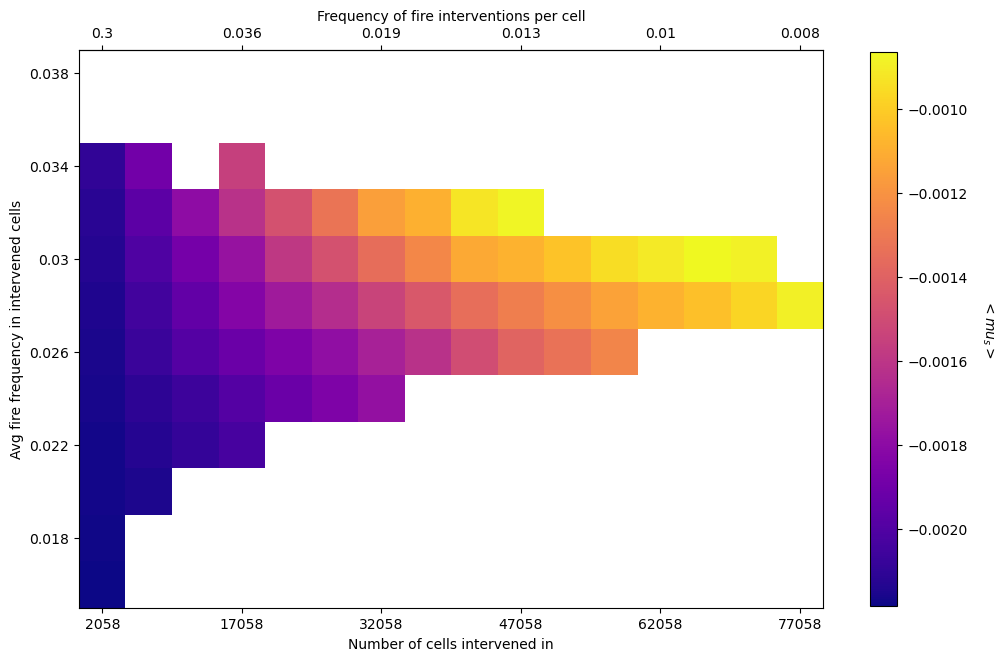 Frequency of fire interventions per cell
0.3 0.036 0.019 0.013 0.01 0.008
Avg fire frequency in intervened cells
0.038
0.034
0.03
0.026
0.022
0.018
2058 17058 32058 47058 62058 77058
Number of cells intervened in
−0.0010
−0.0012
−0.0014
−0.0016
−0.0018
−0.0020
< mu_s >